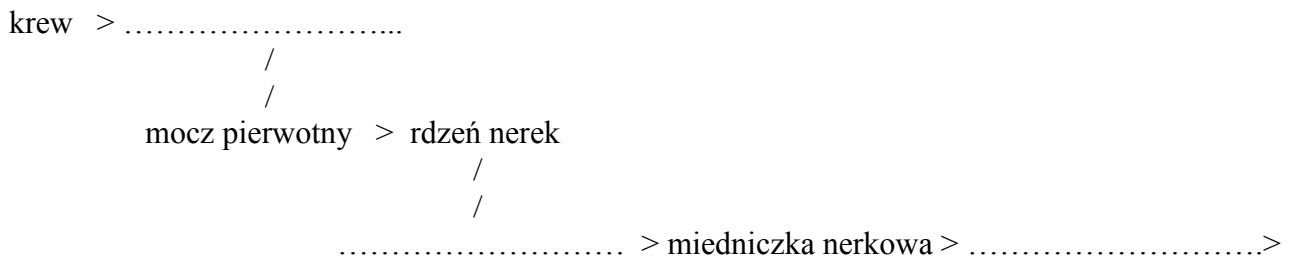 krew > ……………………...
/
/
mocz pierwotny > rdzeń nerek
/
/
……………………… > miedniczka nerkowa > ……………………….>